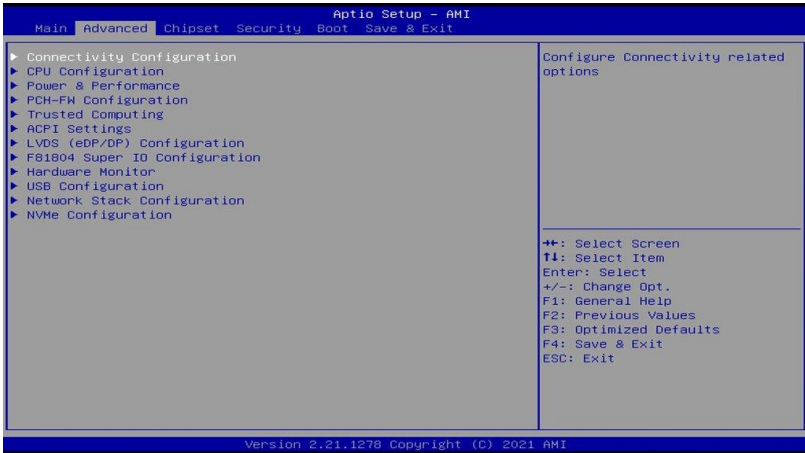 Aptio Setup – AMI
Main Advanced Chipset Security Boot Save & Exit
▶ Connectivity Configuration
▶ CPU Configuration
▶ Power & Performance
▶ PCH-FW Configuration
▶ Trusted Computing
▶ ACPI Settings
▶ LVDS (eDP/DP) Configuration
▶ F81804 Super IO Configuration
▶ Hardware Monitor
▶ USB Configuration
▶ Network Stack Configuration
▶ NVMe Configuration
Configure Connectivity related
options
→←: Select Screen
↑↓: Select Item
Enter: Select
+/-: Change Opt.
F1: General Help
F2: Previous Values
F3: Optimized Defaults
F4: Save & Exit
ESC: Exit
Version 2.21.1278 Copyright (C) 2021 AMI